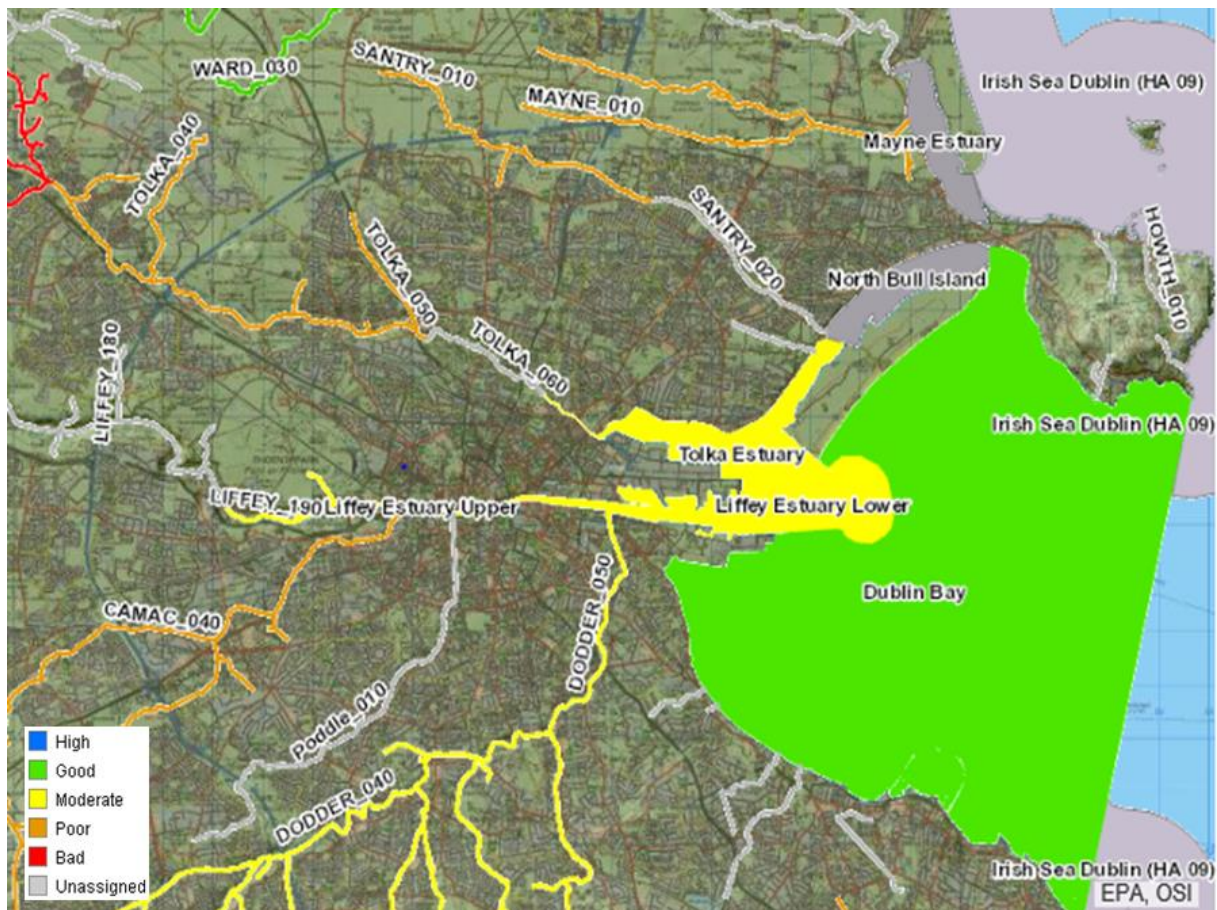 WARD_030
SANTRY_010
Irish Sea Dublin (HA 09)
MAYNE_010
Mayne Estuary
TOLKA_040
SANTRY_020
HOWTH_010
TOLKA_050
North Bull Island
TOLKA_060
LIFFEY_180
Irish Sea Dublin (HA 09)
Tolka Estuary
LIFFEY_190
Liffey Estuary Upper
Liffey Estuary Lower
Dublin Bay
CAMAC_040
DODDER_050
Poddle_010
DODDER_040
High
Good
Moderate
Poor
Bad
Unassigned
Irish Sea Dublin (HA 09)
EPA, OSI